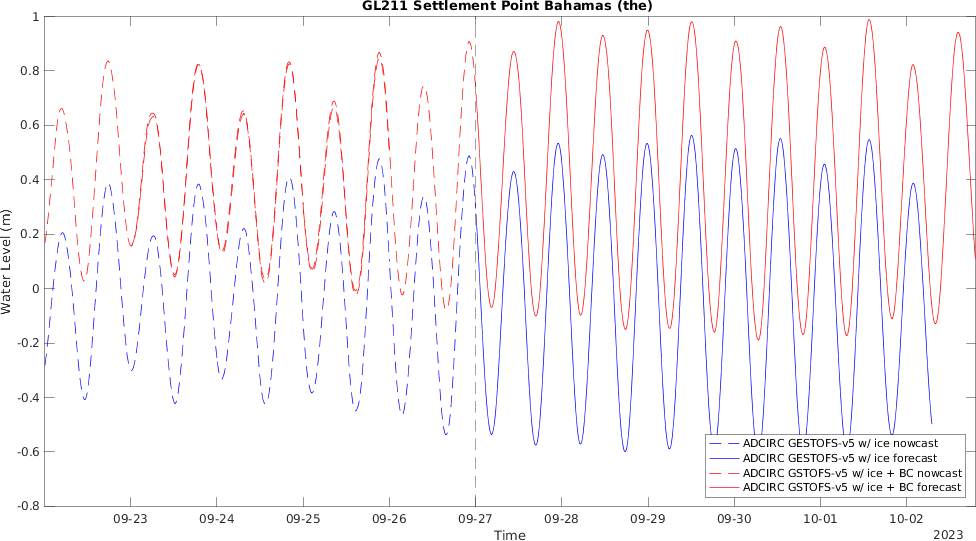 GL211 Settlement Point Bahamas (the)
1
0.8
0.6
0.4
0.2
0
-0.2
-0.4
-0.6
-0.8
Water Level (m)
ADCIRC GESTOFS-v5 w/ ice nowcast
ADCIRC GESTOFS-v5 w/ ice forecast
ADCIRC GSTOFS-v5 w/ ice + BC nowcast
ADCIRC GSTOFS-v5 w/ ice + BC forecast
09-23 09-24 09-25 09-26 09-27 09-28 09-29 09-30 10-01 10-02
Time
2023